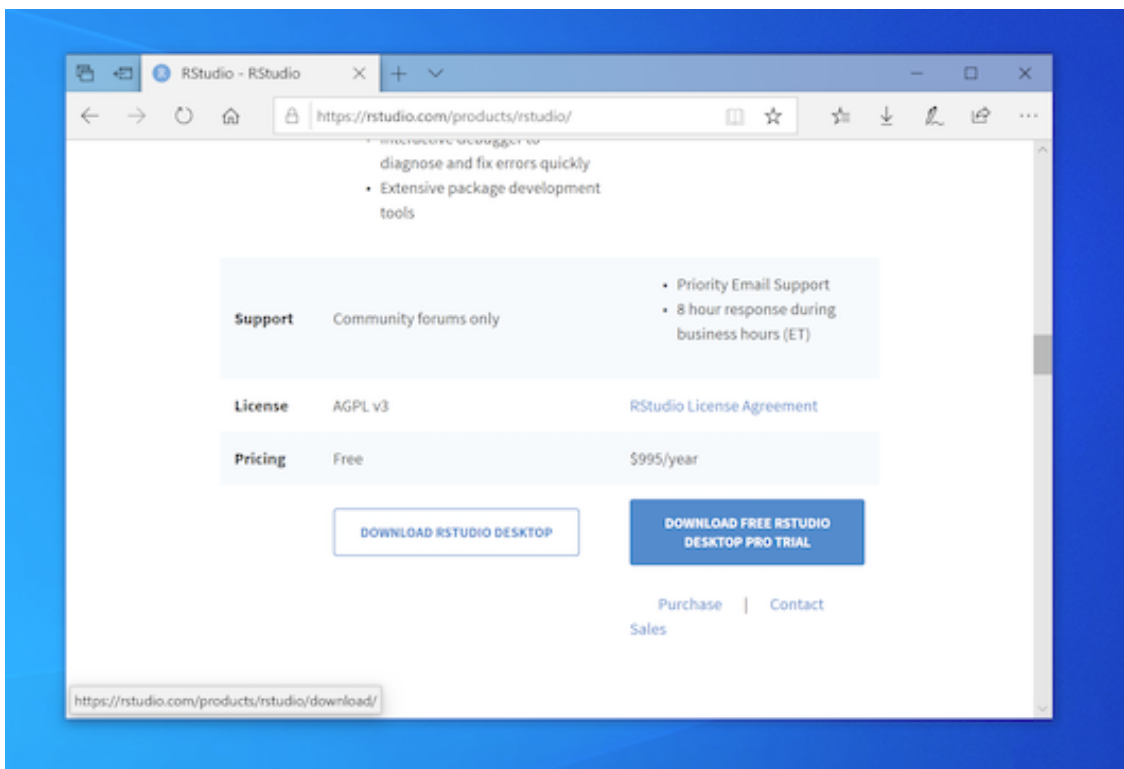 RStudio - RStudio
https://rstudio.com/products/rstudio/
• Interactive debugger to
diagnose and fix errors quickly
• Extensive package development
tools
Support
Community forums only
• Priority Email Support
• 8 hour response during
business hours (ET)
License
AGPL v3
RStudio License Agreement
Pricing
Free
$995/year
DOWNLOAD RSTUDIO DESKTOP
DOWNLOAD FREE RSTUDIO
DESKTOP PRO TRIAL
Purchase | Contact
Sales
https://rstudio.com/products/rstudio/download/